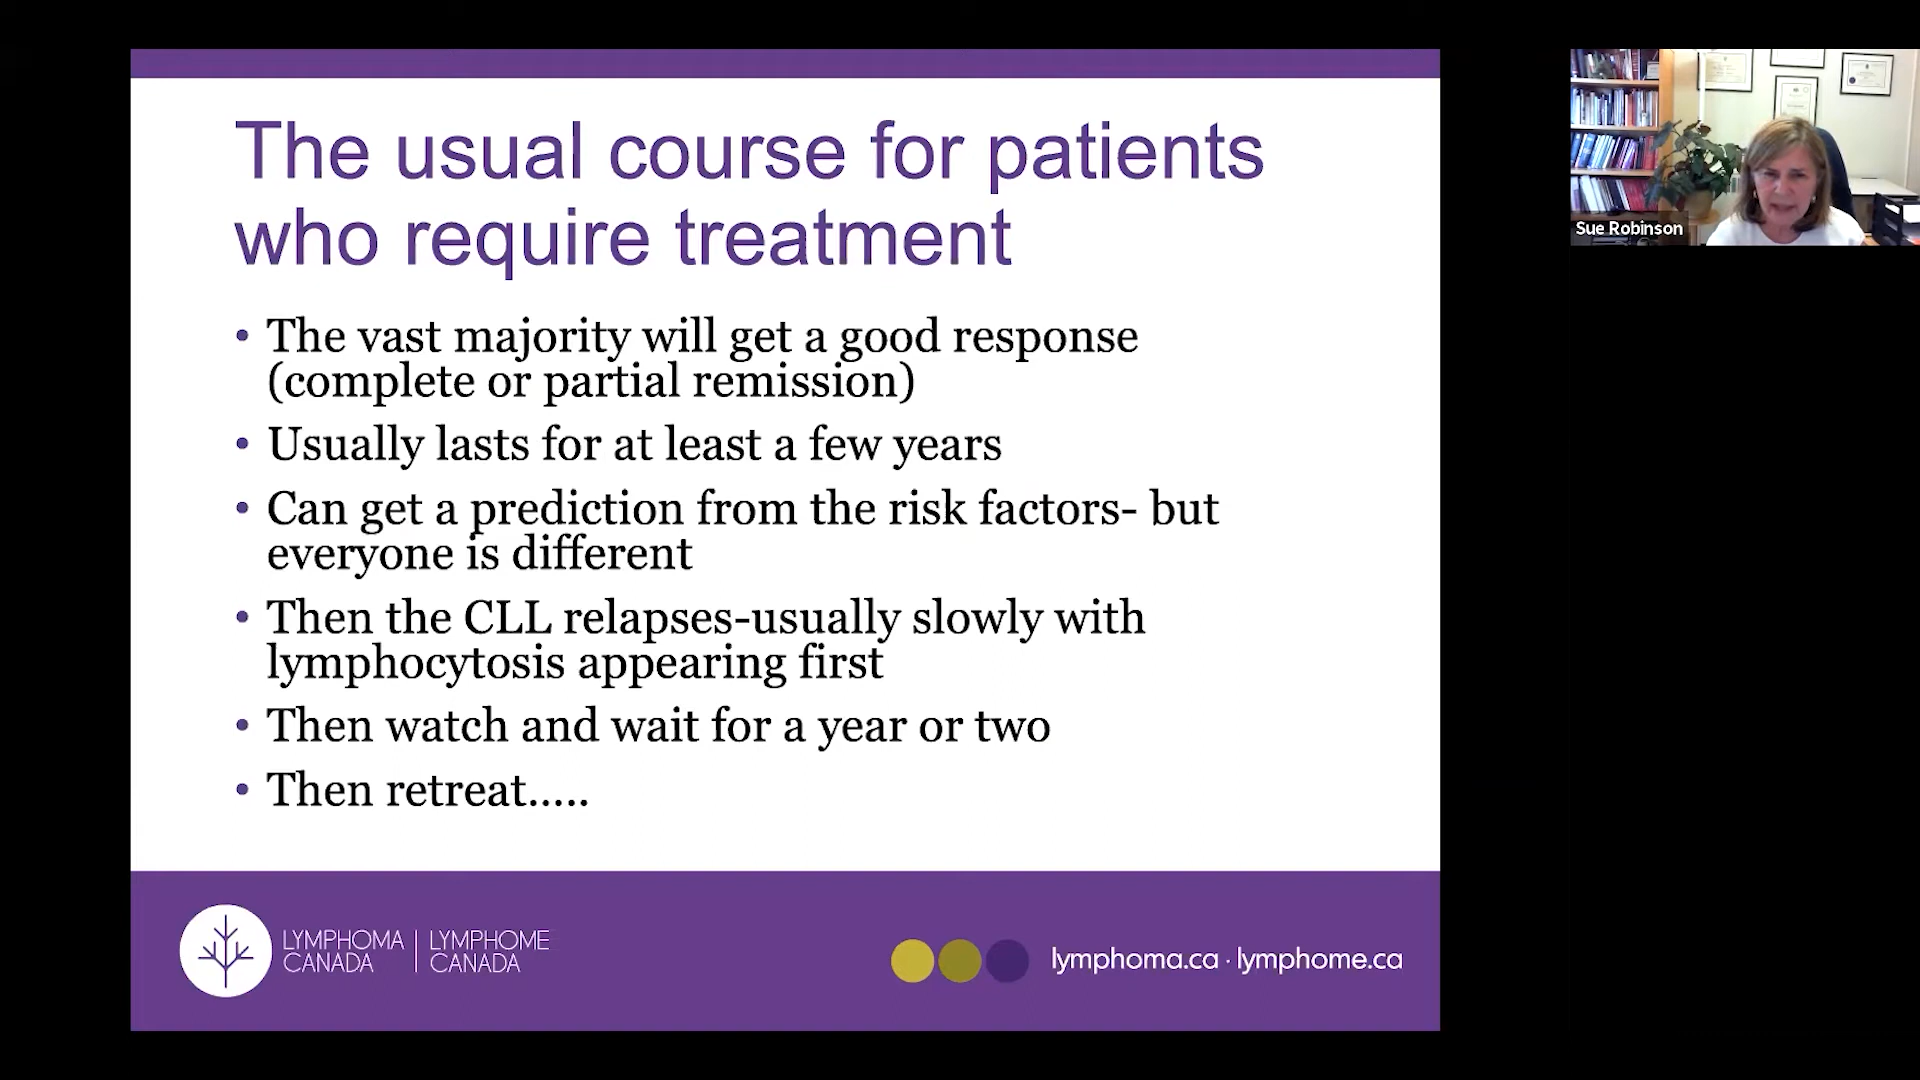 The usual course for patients
who require treatment
• The vast majority will get a good response
(complete or partial remission)
• Usually lasts for at least a few years
• Can get a prediction from the risk factors- but
everyone is different
• Then the CLL relapses-usually slowly with
lymphocytosis appearing first
• Then watch and wait for a year or two
• Then retreat.....
LYMPHOMA CANADA | LYMPHOME CANADA
lymphoma.ca · lymphome.ca
Sue Robinson